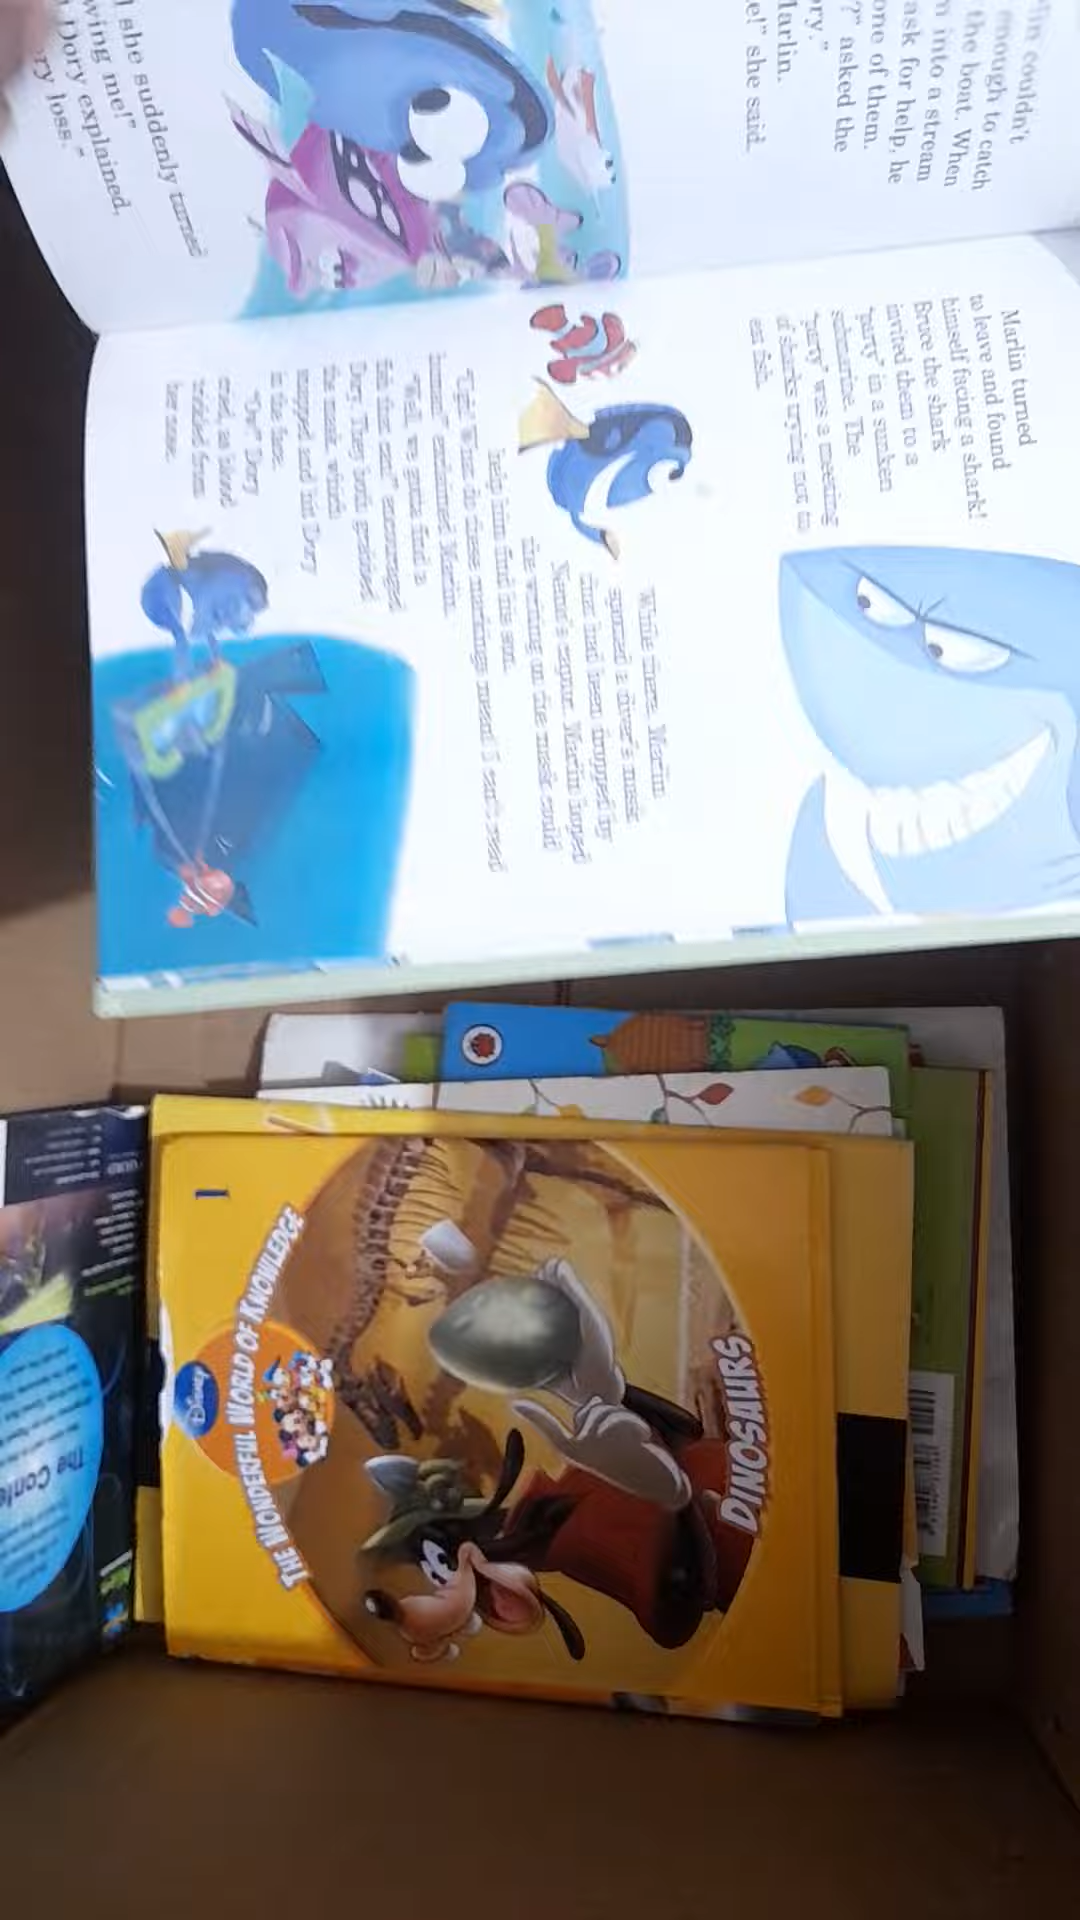 lin couldn't
enough to catch
the boat. When
n into a stream
ask for help, he
one of them.
?" asked the
ory."
Marlin.
e!" she said.
she suddenly turned
wing me!"
Dory explained,
ry loss."
Marlin turned
to leave and found
himself facing a shark!
Bruce the shark
invited them to a
"party" in a sunken
submarine. The
"party" was a meeting
of sharks trying not to
eat fish.
While there, Marlin
spotted a diver's mask
that had been dropped by
Nemo's captor. Marlin hoped
the writing on the mask could
help him find his son.
"Ugh! What do these markings mean? I can't read
human!" exclaimed Marlin.
"Well, we gotta find a
fish that can!" encouraged
Dory. They both grabbed
the mask, which
snapped and hit Dory
in the face.
"Ow!" Dory
cried, as blood
trickled from
her nose.
1
THE WONDERFUL WORLD OF KNOWLEDGE
Disney
DINOSAURS
The Conte